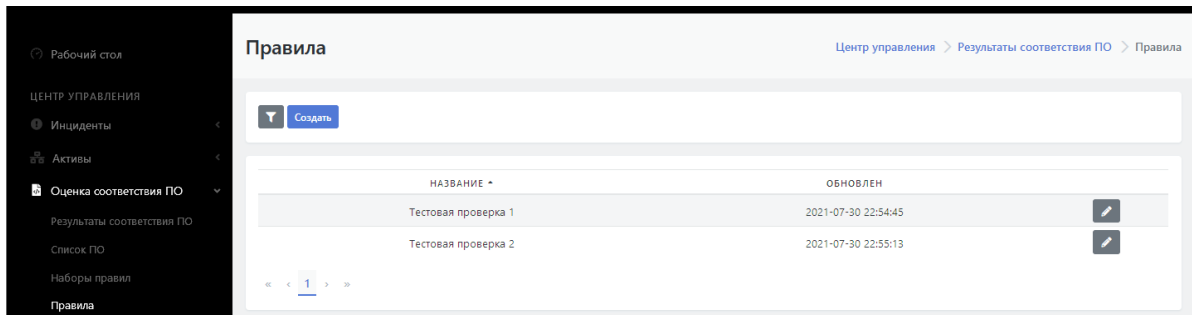 Рабочий стол
ЦЕНТР УПРАВЛЕНИЯ
Инциденты
Активы
Оценка соответствия ПО
Результаты соответствия ПО
Список ПО
Наборы правил
Правила
Правила
Центр управления > Результаты соответствия ПО > Правила
Создать
НАЗВАНИЕ ОБНОВЛЕН
Тестовая проверка 1 2021-07-30 22:54:45
Тестовая проверка 2 2021-07-30 22:55:13
« ‹ 1 › »